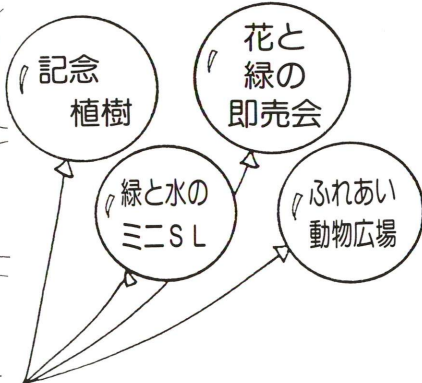 記念
植樹
花と
緑の
即売会
緑と水の
ミニSL
ふれあい
動物広場